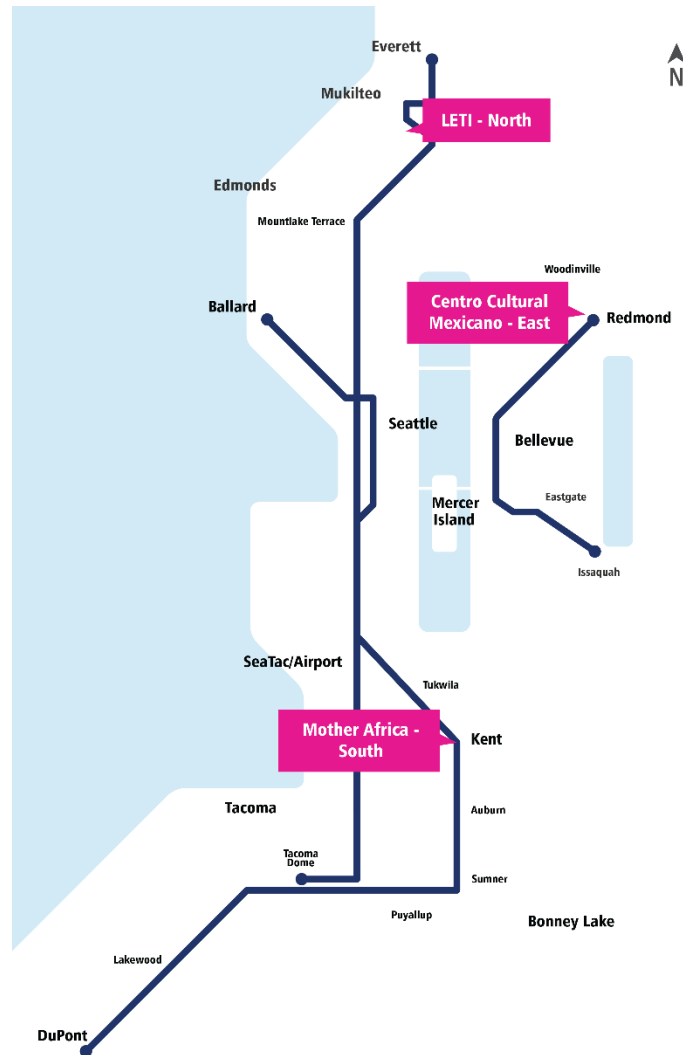 Everett
N
Mukilteo
LETI - North
Edmonds
Mountlake Terrace
Woodinville
Ballard
Centro Cultural
Mexicano - East
Redmond
Seattle
Bellevue
Mercer
Island
Eastgate
Issaquah
SeaTac/Airport
Tukwila
Mother Africa -
South
Kent
Tacoma
Auburn
Tacoma
Dome
Sumner
Puyallup
Bonney Lake
Lakewood
DuPont